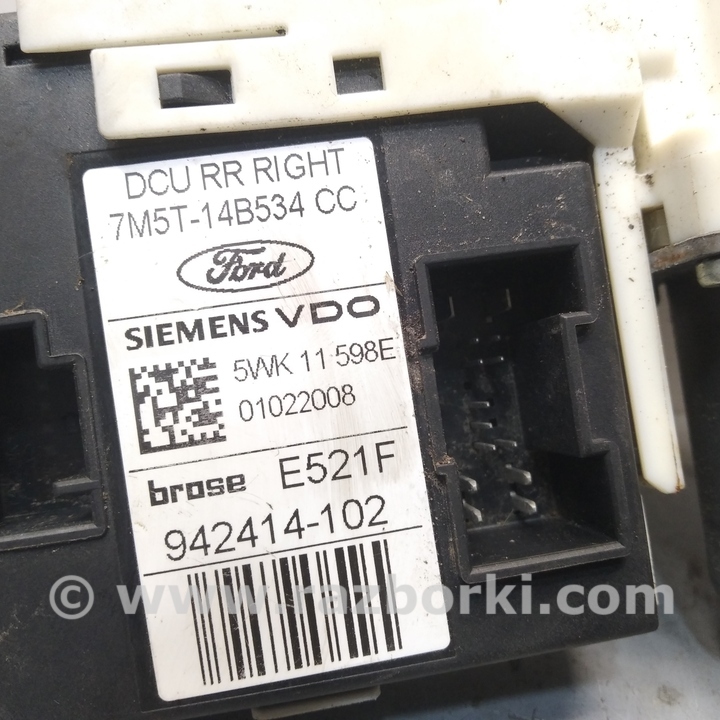 DCU RR RIGHT
7M5T-14B534 CC
Ford
SIEMENS VDO
5WK 11 598E
01022008
brose E521F
942414-102
© www.razborki.com